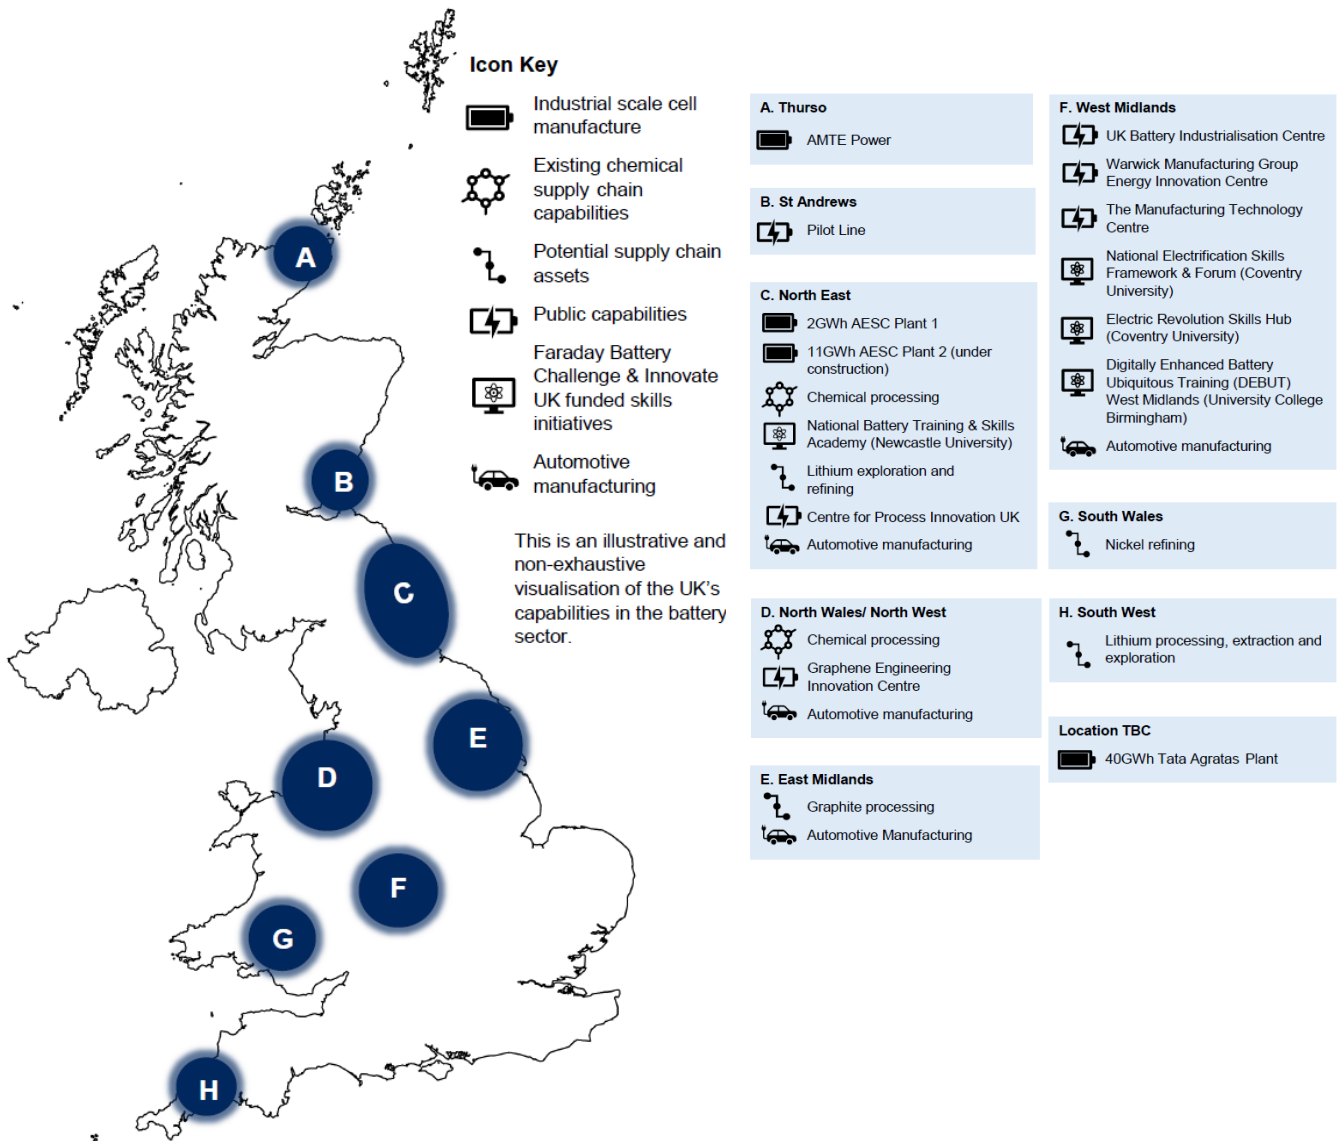 Icon Key
Industrial scale cell
manufacture
Existing chemical
supply chain
capabilities
Potential supply chain
assets
Public capabilities
Faraday Battery
Challenge & Innovate
UK funded skills
initiatives
Automotive
manufacturing
This is an illustrative and
non-exhaustive
visualisation of the UK's
capabilities in the battery
sector.
A
B
C
D
E
F
G
H
A. Thurso
AMTE Power
B. St Andrews
Pilot Line
C. North East
2GWh AESC Plant 1
11GWh AESC Plant 2 (under
construction)
Chemical processing
National Battery Training & Skills
Academy (Newcastle University)
Lithium exploration and
refining
Centre for Process Innovation UK
Automotive manufacturing
D. North Wales/ North West
Chemical processing
Graphene Engineering
Innovation Centre
Automotive manufacturing
E. East Midlands
Graphite processing
Automotive Manufacturing
F. West Midlands
UK Battery Industrialisation Centre
Warwick Manufacturing Group
Energy Innovation Centre
The Manufacturing Technology
Centre
National Electrification Skills
Framework & Forum (Coventry
University)
Electric Revolution Skills Hub
(Coventry University)
Digitally Enhanced Battery
Ubiquitous Training (DEBUT)
West Midlands (University College
Birmingham)
Automotive manufacturing
G. South Wales
Nickel refining
H. South West
Lithium processing, extraction and
exploration
Location TBC
40GWh Tata Agratas Plant